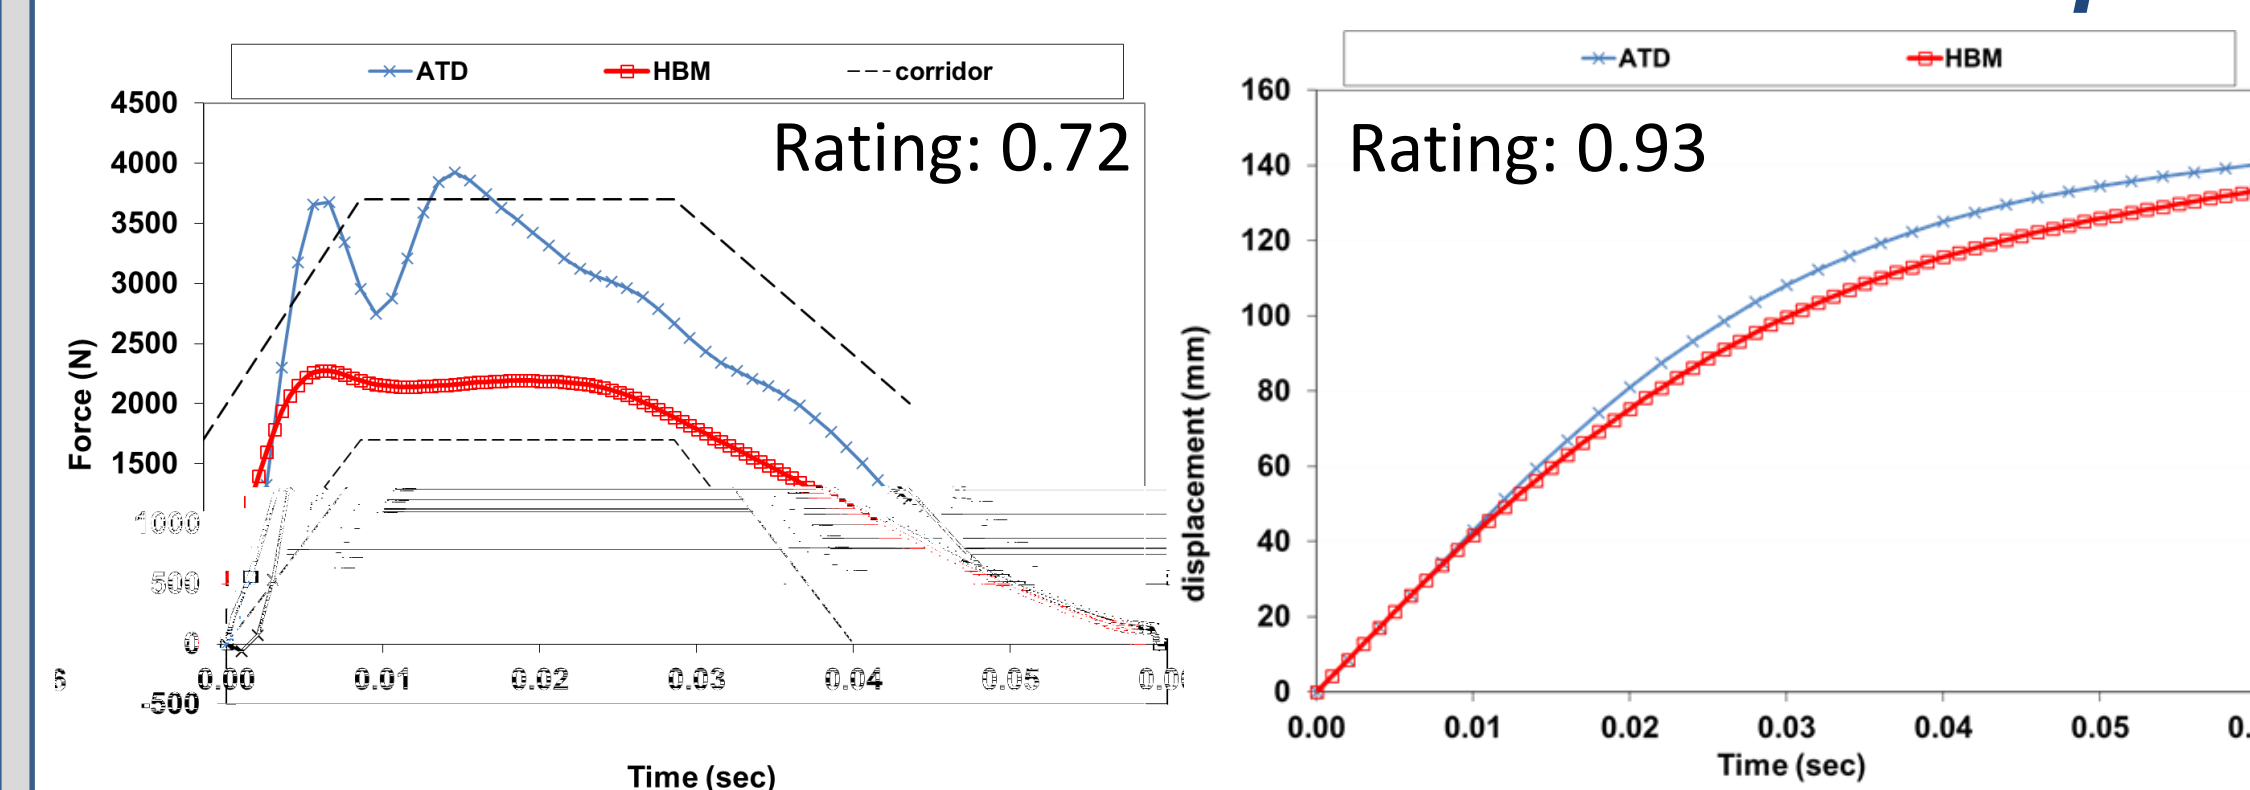 ATD HBM corridor
Rating: 0.72
4500
4000
3500
3000
2500
2000
1500
1000
500
0
-500
Force (N)
0.00 0.01 0.02 0.03 0.04 0.05
Time (sec)
ATD HBM
Rating: 0.93
160
140
120
100
80
60
40
20
0
displacement (mm)
0.00 0.01 0.02 0.03 0.04 0.05
Time (sec)